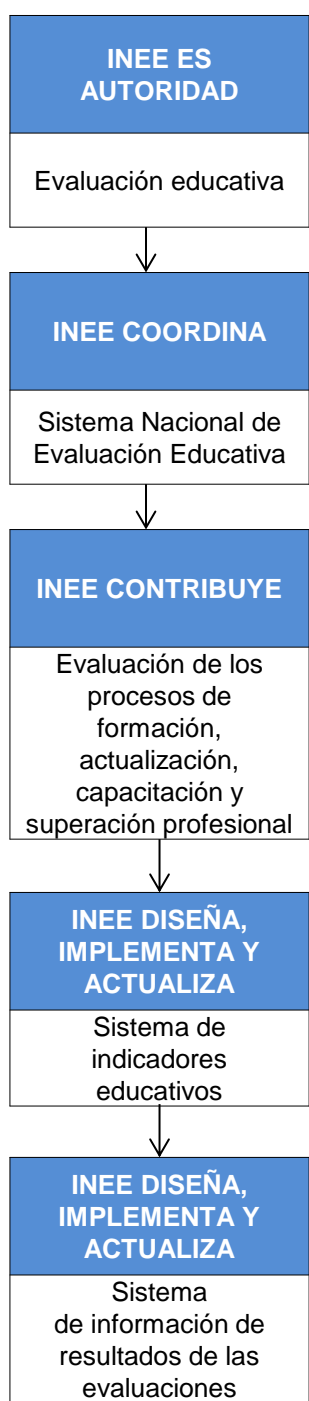 INEE ES
AUTORIDAD
Evaluación educativa
INEE COORDINA
Sistema Nacional de
Evaluación Educativa
INEE CONTRIBUYE
Evaluación de los
procesos de
formación,
actualización,
capacitación y
superación profesional
INEE DISEÑA,
IMPLEMENTA Y
ACTUALIZA
Sistema de
indicadores
educativos
INEE DISEÑA,
IMPLEMENTA Y
ACTUALIZA
Sistema
de información de
resultados de las
evaluaciones